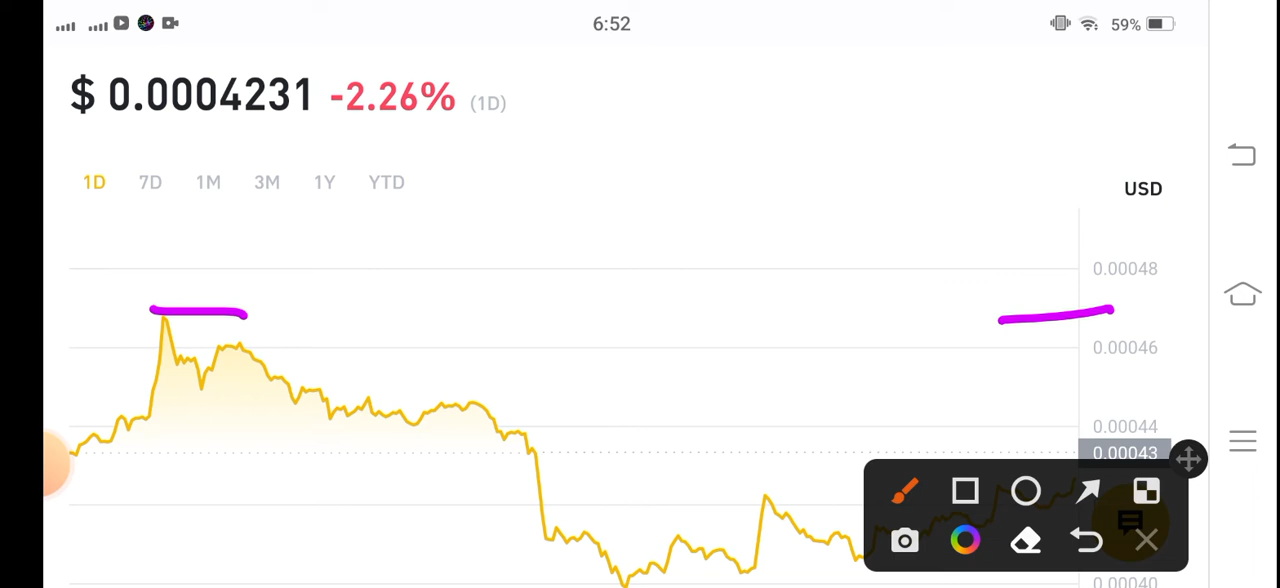 6:52
59%
$ 0.0004231 -2.26% (1D)
1D 7D 1M 3M 1Y YTD
USD
0.00048
0.00046
0.00044
0.00043
0.00040